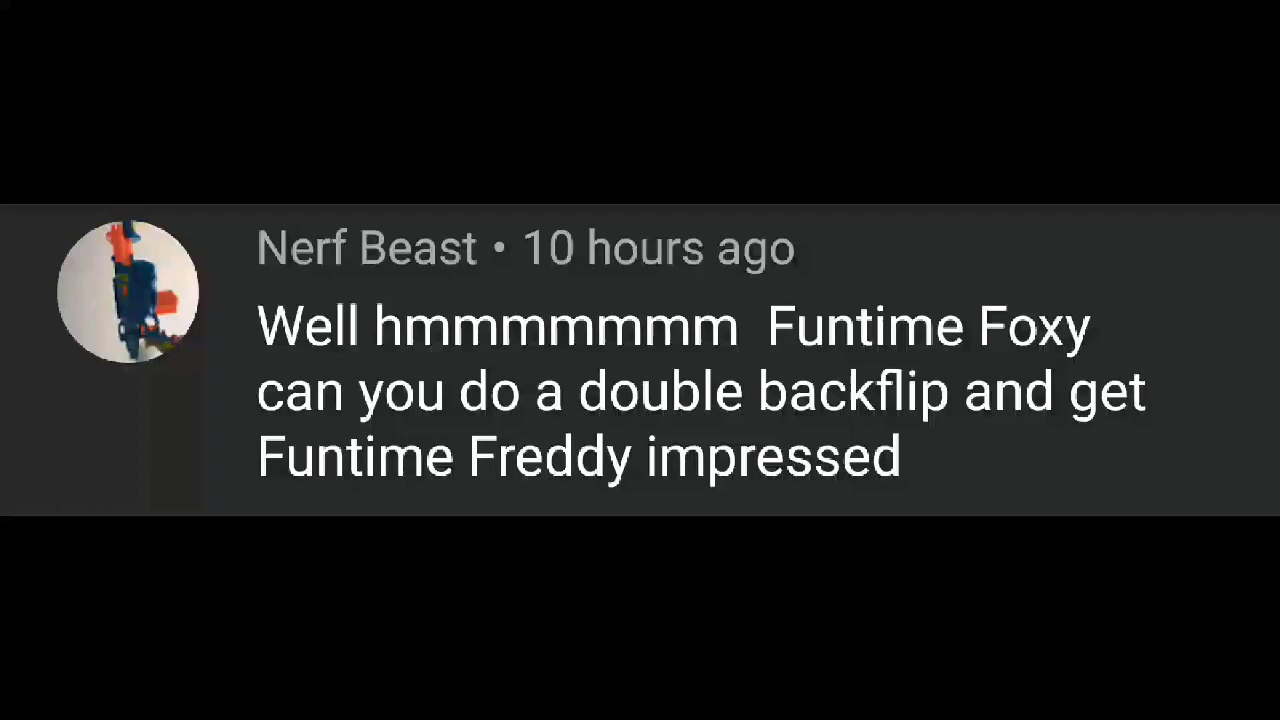 Nerf Beast • 10 hours ago
Well hmmmmmmm  Funtime Foxy
can you do a double backflip and get
Funtime Freddy impressed